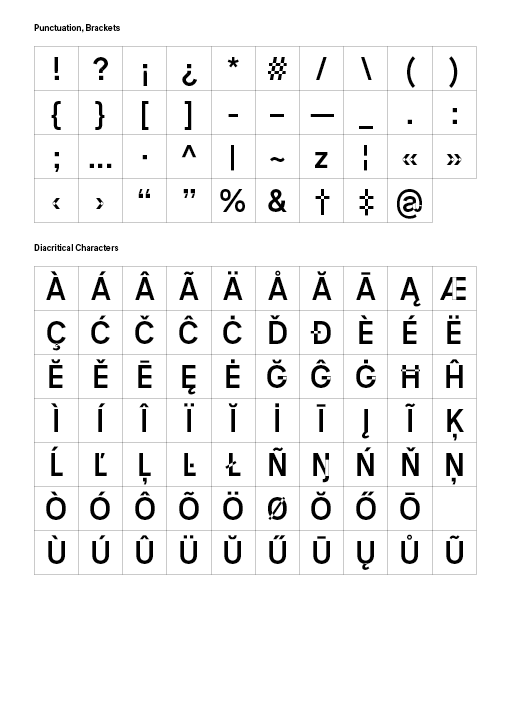 Punctuation, Brackets
! ? ¡ ¿ * # / \ ( )
{ } [ ] - – — _ . :
; … · ^ | ~ z ¦ « »
‹ › “ ” % & † ‡ @
Diacritical Characters
À Á Â Ã Ä Å Ă Ā Ą Æ
Ç Ć Č Ĉ Ċ Ď Đ È É Ë
Ĕ Ě Ē Ę Ė Ğ Ĝ Ġ Ħ Ĥ
Ì Í Î Ï Ĭ İ Ī Į Ĩ Ķ
Ĺ Ľ Ļ Ŀ Ł Ñ Ŋ Ń Ň Ņ
Ò Ó Ô Õ Ö Ø Ŏ Ő Ō
Ù Ú Û Ü Ŭ Ű Ū Ų Ů Ũ